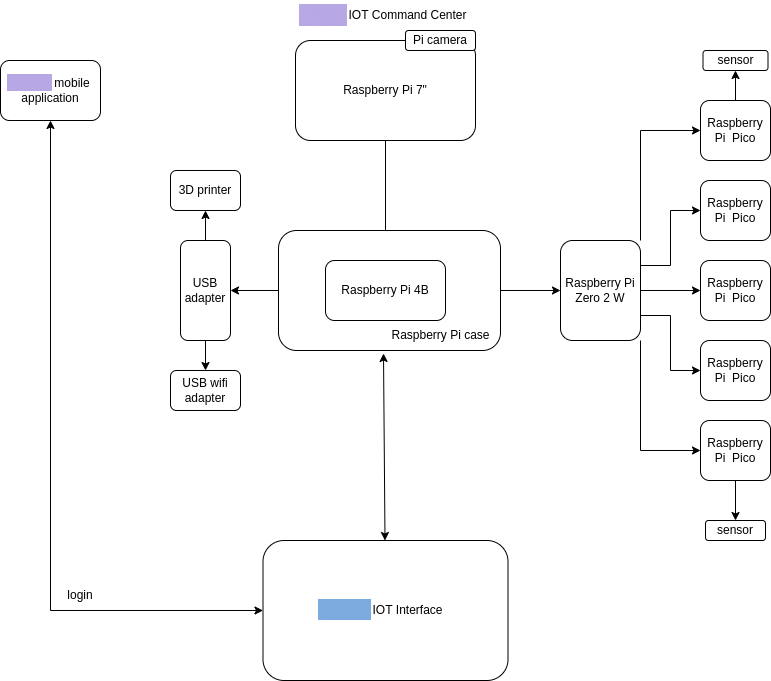 IOT Command Center
Pi camera
Raspberry Pi 7"
mobile
application
sensor
Raspberry
Pi  Pico
3D printer
Raspberry
Pi  Pico
USB
adapter
Raspberry Pi 4B
Raspberry Pi case
Raspberry Pi
Zero 2 W
Raspberry
Pi  Pico
USB wifi
adapter
Raspberry
Pi  Pico
Raspberry
Pi  Pico
sensor
login
IOT Interface